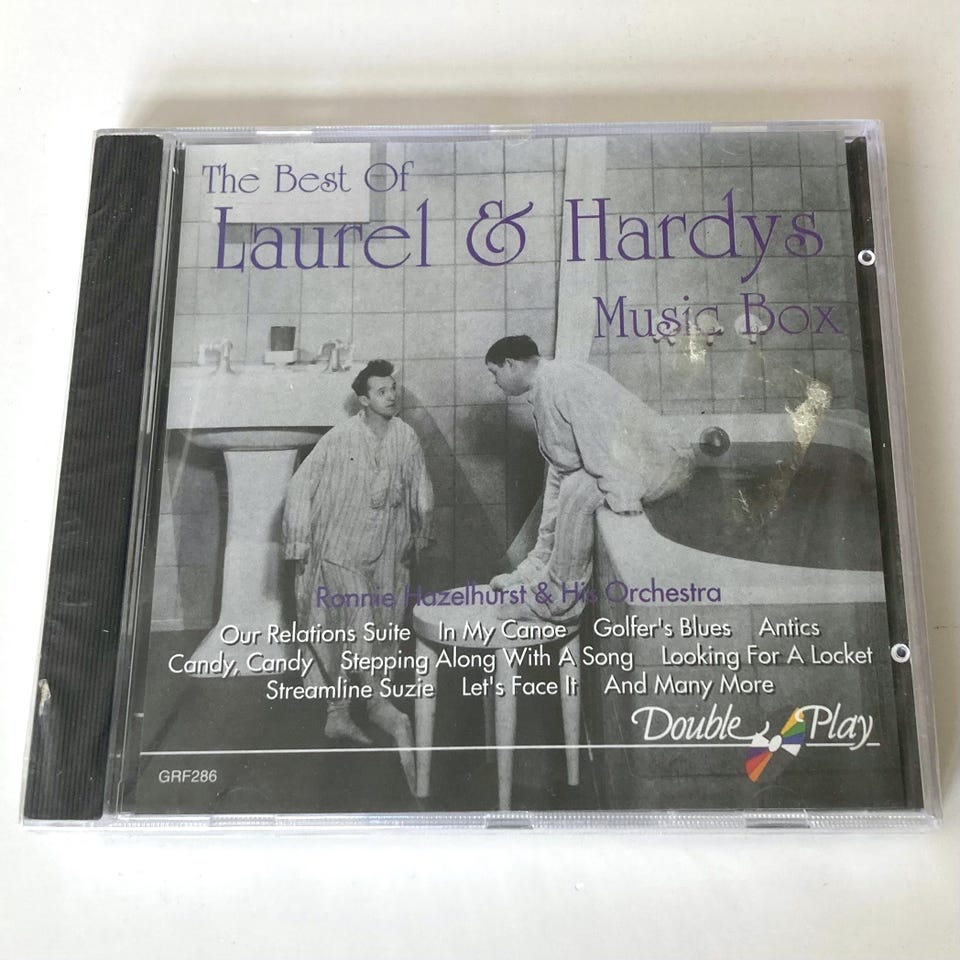 The Best Of
Laurel & Hardys
Music Box
Ronnie Hazelhurst & His Orchestra
Our Relations Suite In My Canoe Golfer's Blues Antics
Candy, Candy Stepping Along With A Song Looking For A Locket
Streamline Suzie Let's Face It And Many More
Double Play
GRF286